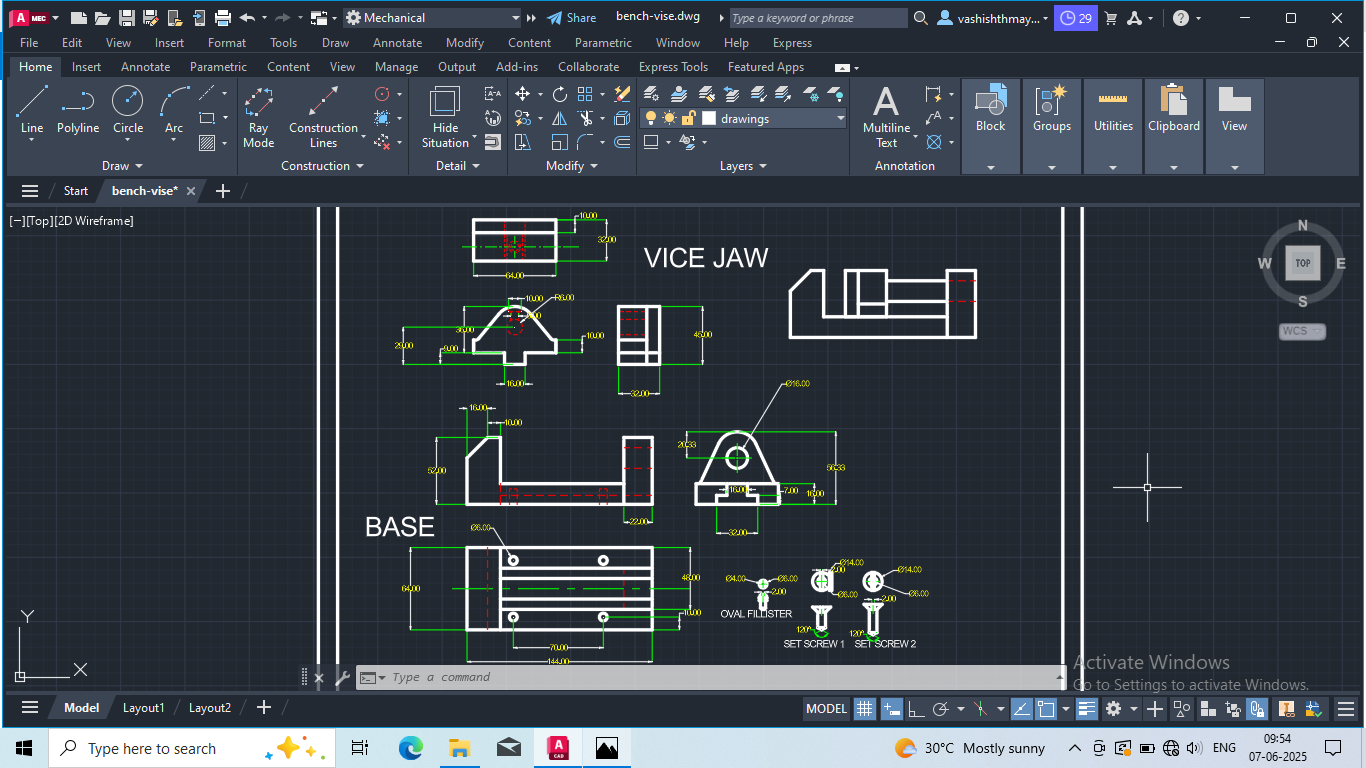 A MEC
Mechanical
Share
bench-vise.dwg
Type a keyword or phrase
vashishthmay...
29
File Edit View Insert Format Tools Draw Annotate Modify Content Parametric Window Help Express
Home Insert Annotate Parametric Content View Manage Output Add-ins Collaborate Express Tools Featured Apps
Line Polyline Circle Arc
Ray Mode
Construction Lines
Hide Situation
drawings
Multiline Text
Block Groups Utilities Clipboard View
Draw Construction Detail Modify Layers Annotation
Start bench-vise*
[−][Top][2D Wireframe]
N
W TOP E
S
WCS
10.00
32.00
64.00
VICE JAW
10.00
R6.00
36.00
29.00
9.00
10.00
16.00
45.00
32.00
16.00
10.00
52.00
22.00
Ø16.00
20.33
56.33
16.00
7.00
16.00
32.00
BASE
Ø6.00
64.00
46.00
10.00
70.00
144.00
Ø4.00
Ø6.00
2.00
OVAL FILLISTER
Ø14.00
2.00
Ø6.00
120°
SET SCREW 1
Ø14.00
Ø6.00
2.00
120°
SET SCREW 2
Y
X
Type a command
Activate Windows
Go to Settings to activate Windows.
Model Layout1 Layout2
MODEL
Type here to search
A CAD
30°C Mostly sunny
ENG
09:54
07-06-2025